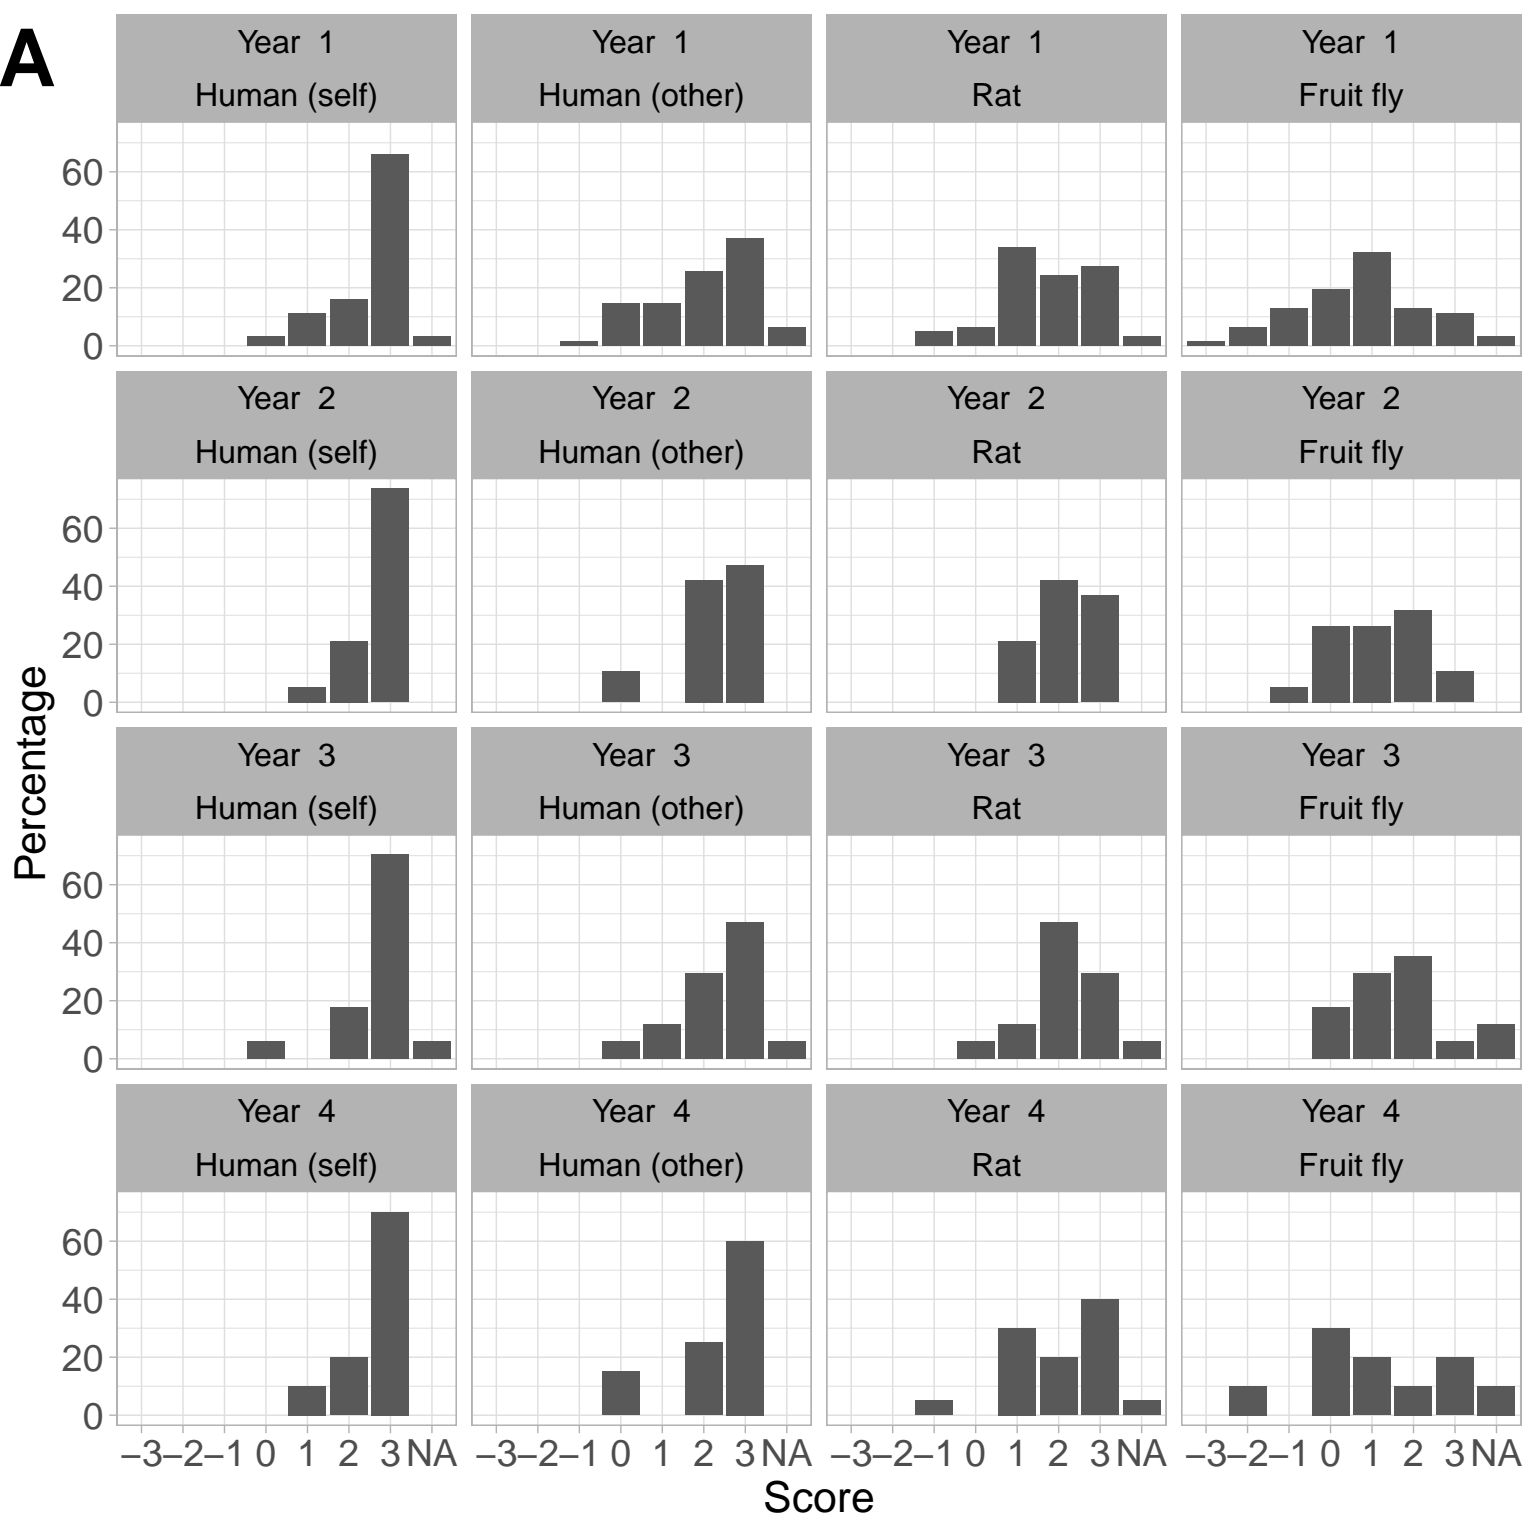 A
Year 1
Human (self)
Year 1
Human (other)
Year 1
Rat
Year 1
Fruit fly
60
40
20
0
Year 2
Human (self)
Year 2
Human (other)
Year 2
Rat
Year 2
Fruit fly
60
40
20
0
Percentage
Year 3
Human (self)
Year 3
Human (other)
Year 3
Rat
Year 3
Fruit fly
60
40
20
0
Year 4
Human (self)
Year 4
Human (other)
Year 4
Rat
Year 4
Fruit fly
60
40
20
0
−3 −2 −1 0 1 2 3 NA
−3 −2 −1 0 1 2 3 NA
−3 −2 −1 0 1 2 3 NA
−3 −2 −1 0 1 2 3 NA
Score